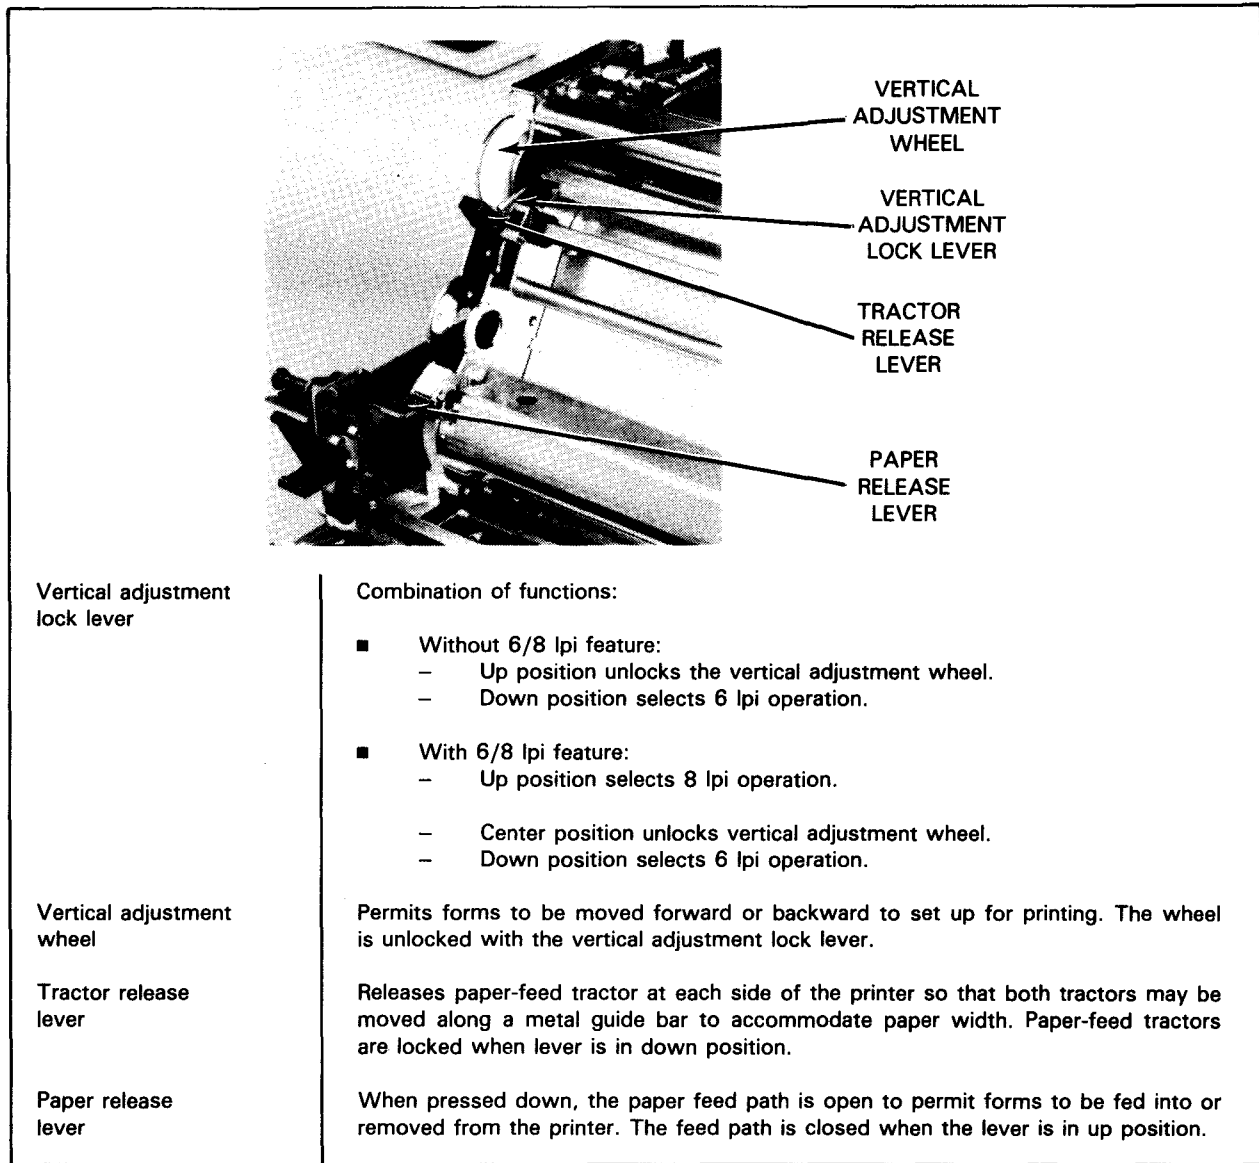 VERTICAL
ADJUSTMENT
WHEEL
VERTICAL
ADJUSTMENT
LOCK LEVER
TRACTOR
RELEASE
LEVER
PAPER
RELEASE
LEVER
Vertical adjustment
lock lever
Combination of functions:
■ Without 6/8 lpi feature:
– Up position unlocks the vertical adjustment wheel.
– Down position selects 6 lpi operation.
■ With 6/8 lpi feature:
– Up position selects 8 lpi operation.
– Center position unlocks vertical adjustment wheel.
– Down position selects 6 lpi operation.
Vertical adjustment
wheel
Permits forms to be moved forward or backward to set up for printing. The wheel
is unlocked with the vertical adjustment lock lever.
Tractor release
lever
Releases paper-feed tractor at each side of the printer so that both tractors may be
moved along a metal guide bar to accommodate paper width. Paper-feed tractors
are locked when lever is in down position.
Paper release
lever
When pressed down, the paper feed path is open to permit forms to be fed into or
removed from the printer. The feed path is closed when the lever is in up position.